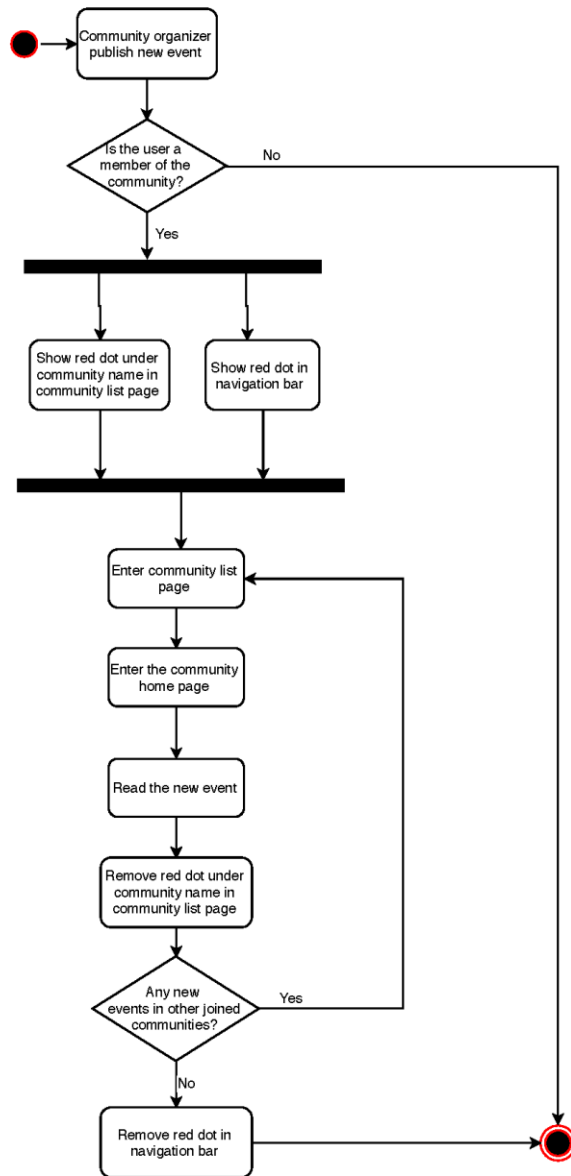 Community organizer
publish new event
Is the user a
member of the
community?
No
Yes
Show red dot under
community name in
community list page
Show red dot in
navigation bar
Enter community list
page
Enter the community
home page
Read the new event
Remove red dot under
community name in
community list page
Any new
events in other joined
communities?
Yes
No
Remove red dot in
navigation bar